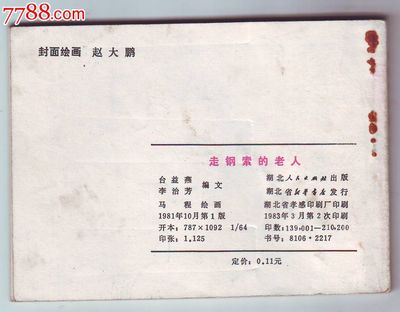 7788.com
封面绘画 赵大鹏
走钢索的老人
台益燕
李治芳 编文
马 程 绘画
1981年10月第1版
开本：787×1092 1/64
印张：1.125
湖北人民出版社出版
湖北省新华书店发行
湖北省孝感印刷厂印刷
1983年3月第2次印刷
印数：139,001—210,200
书号：8106·2217
定价：0.11元